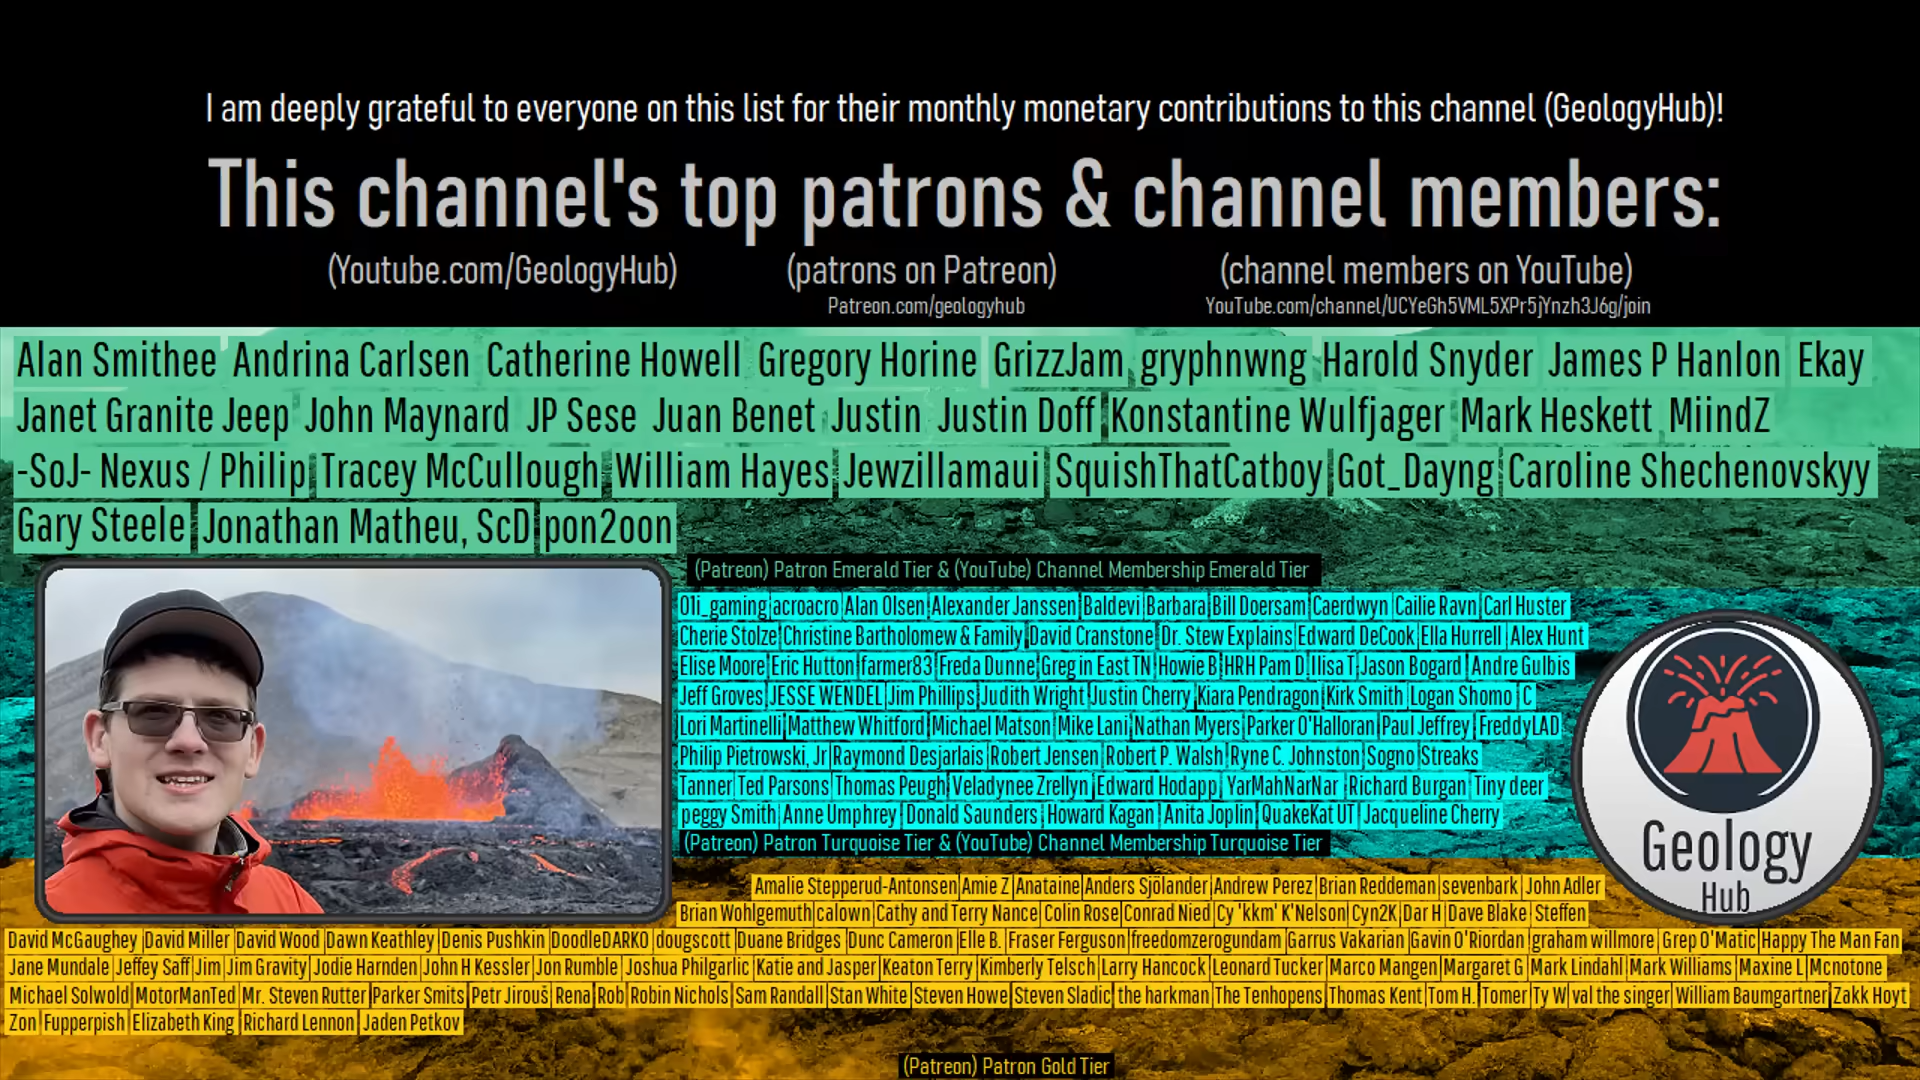 I am deeply grateful to everyone on this list for their monthly monetary contributions to this channel (GeologyHub)!
This channel's top patrons & channel members:
(Youtube.com/GeologyHub) (patrons on Patreon) (channel members on YouTube)
Patreon.com/geologyhub YouTube.com/channel/UCYeGh5VML5XPr5jYnzh3J6g/join
Alan Smithee Andrina Carlsen Catherine Howell Gregory Horine GrizzJam gryphnwng Harold Snyder James P Hanlon Ekay
Janet Granite Jeep John Maynard JP Sese Juan Benet Justin Justin Doff Konstantine Wulfjager Mark Heskett MiindZ
-SoJ- Nexus / Philip Tracey McCullough William Hayes Jewzillamaui SquishThatCatboy Got_Dayng Caroline Shechenovskyy
Gary Steele Jonathan Matheu, ScD pon2oon
(Patreon) Patron Emerald Tier & (YouTube) Channel Membership Emerald Tier
01i_gaming acroacro Alan Olsen Alexander Janssen Baldevi Barbara Bill Doersam Caerdwyn Cailie Ravn Carl Huster
Cherie Stolze Christine Bartholomew & Family David Cranstone Dr. Stew Explains Edward DeCook Ella Hurrell Alex Hunt
Elise Moore Eric Hutton farmer83 Freda Dunne Greg in East TN Howie B HRH Pam D Ilisa T Jason Bogard Andre Gulbis
Jeff Groves JESSE WENDEL Jim Phillips Judith Wright Justin Cherry Kiara Pendragon Kirk Smith Logan Shomo C
Lori Martinelli Matthew Whitford Michael Matson Mike Lani Nathan Myers Parker O'Halloran Paul Jeffrey FreddyLAD
Philip Pietrowski, Jr Raymond Desjarlais Robert Jensen Robert P. Walsh Ryne C. Johnston Sogno Streaks
Tanner Ted Parsons Thomas Peugh Veladynee Zrellyn Edward Hodapp YarMahNarNar Richard Burgan Tiny deer
peggy Smith Anne Umphrey Donald Saunders Howard Kagan Anita Joplin QuakeKat UT Jacqueline Cherry
(Patreon) Patron Turquoise Tier & (YouTube) Channel Membership Turquoise Tier
Geology
Hub
Amalie Stepperud-Antonsen Amie Z Anataine Anders Sjölander Andrew Perez Brian Reddeman sevenbark John Adler
Brian Wohlgemuth calown Cathy and Terry Nance Colin Rose Conrad Nied Cy 'kkm' K'Nelson Cyn2K Dar H Dave Blake Steffen
David McGaughey David Miller David Wood Dawn Keathley Denis Pushkin DoodleDARKO dougscott Duane Bridges Dunc Cameron Elle B. Fraser Ferguson freedomzerogundam Garrus Vakarian Gavin O'Riordan graham willmore Grep O'Matic Happy The Man Fan
Jane Mundale Jeffey Saff Jim Jim Gravity Jodie Harnden John H Kessler Jon Rumble Joshua Philgarlic Katie and Jasper Keaton Terry Kimberly Telsch Larry Hancock Leonard Tucker Marco Mangen Margaret G Mark Lindahl Mark Williams Maxine L Mcnotone
Michael Solwold MotorManTed Mr. Steven Rutter Parker Smits Petr Jirouš Rena Rob Robin Nichols Sam Randall Stan White Steven Howe Steven Sladic the harkman The Tenhopens Thomas Kent Tom H. Tomer Ty W val the singer William Baumgartner Zakk Hoyt
Zon Fupperpish Elizabeth King Richard Lennon Jaden Petkov
(Patreon) Patron Gold Tier